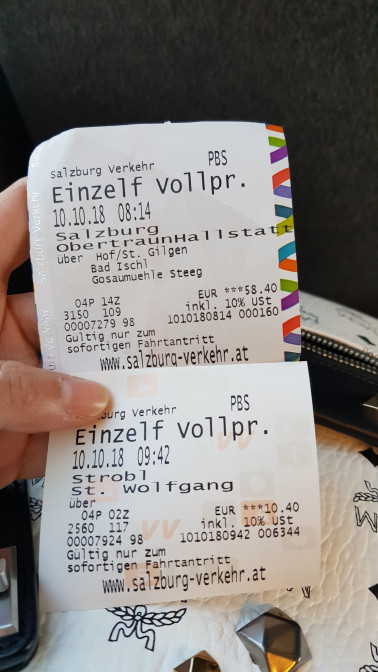 Salzburg Verkehr PBS
Einzelf Vollpr.
10.10.18 08:14
Salzburg
ObertraunHallstatt
über Hof/St. Gilgen
Bad Ischl
Gosaumuehle Steeg
04P 14Z EUR ***58.40
3150 109 inkl. 10% USt
00007279 98 1010180814 000160
Gültig nur zum
sofortigen Fahrtantritt
www.salzburg-verkehr.at
burg Verkehr PBS
Einzelf Vollpr.
10.10.18 09:42
Strobl
St. Wolfgang
über
04P 02Z EUR ***10.40
2560 117 inkl. 10% USt
00007924 98 1010180942 006344
Gültig nur zum
sofortigen Fahrtantritt
www.salzburg-verkehr.at